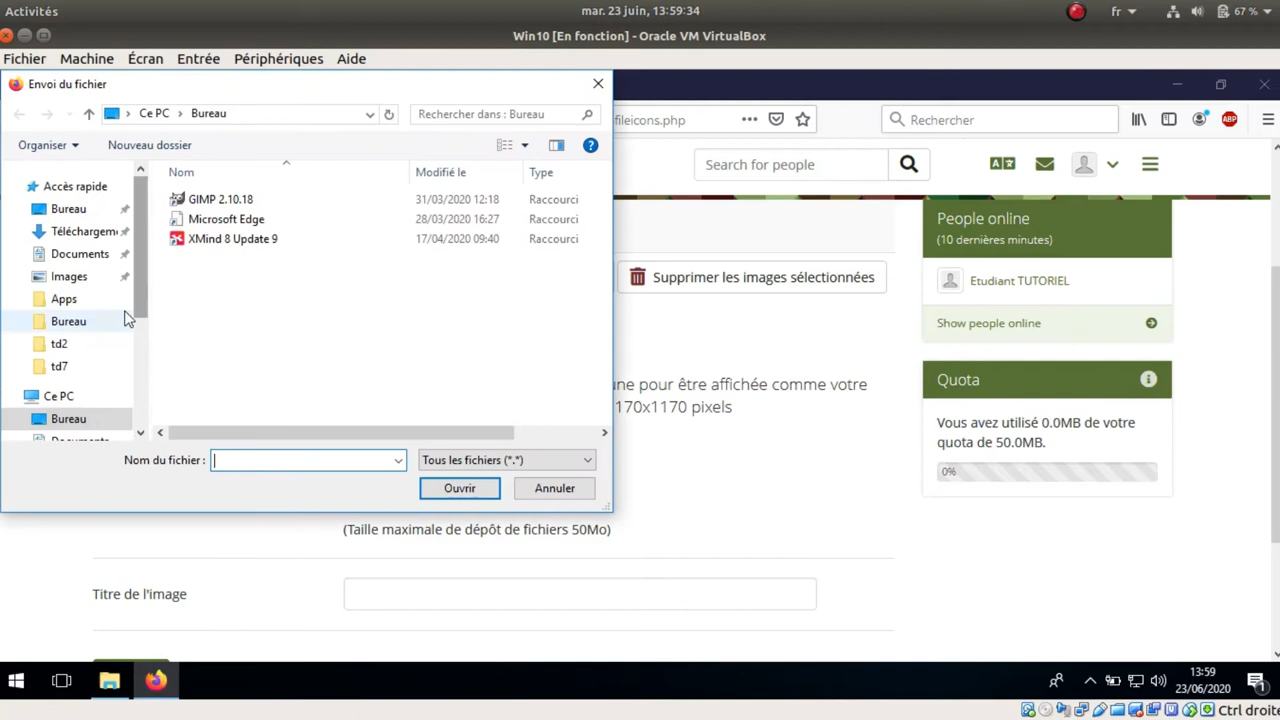 Activités
mar. 23 juin, 13:59:34
fr
67 %
Win10 [En fonction] - Oracle VM VirtualBox
Fichier Machine Écran Entrée Périphériques Aide
Envoi du fichier
Ce PC > Bureau
Rechercher dans : Bureau
Organiser
Nouveau dossier
Nom Modifié le Type
GIMP 2.10.18 31/03/2020 12:18 Raccourci
Microsoft Edge 28/03/2020 16:27 Raccourci
XMind 8 Update 9 17/04/2020 09:40 Raccourci
Accès rapide
Bureau
Téléchargem
Documents
Images
Apps
Bureau
td2
td7
Ce PC
Bureau
Documents
Nom du fichier :
Tous les fichiers (*.*)
Ouvrir
Annuler
fileicons.php
Rechercher
ABP
Search for people
Supprimer les images sélectionnées
une pour être affichée comme votre
170x1170 pixels
(Taille maximale de dépôt de fichiers 50Mo)
Titre de l'image
People online
(10 dernières minutes)
Etudiant TUTORIEL
Show people online
Quota
Vous avez utilisé 0.0MB de votre
quota de 50.0MB.
0%
13:59
23/06/2020
1
Ctrl droite